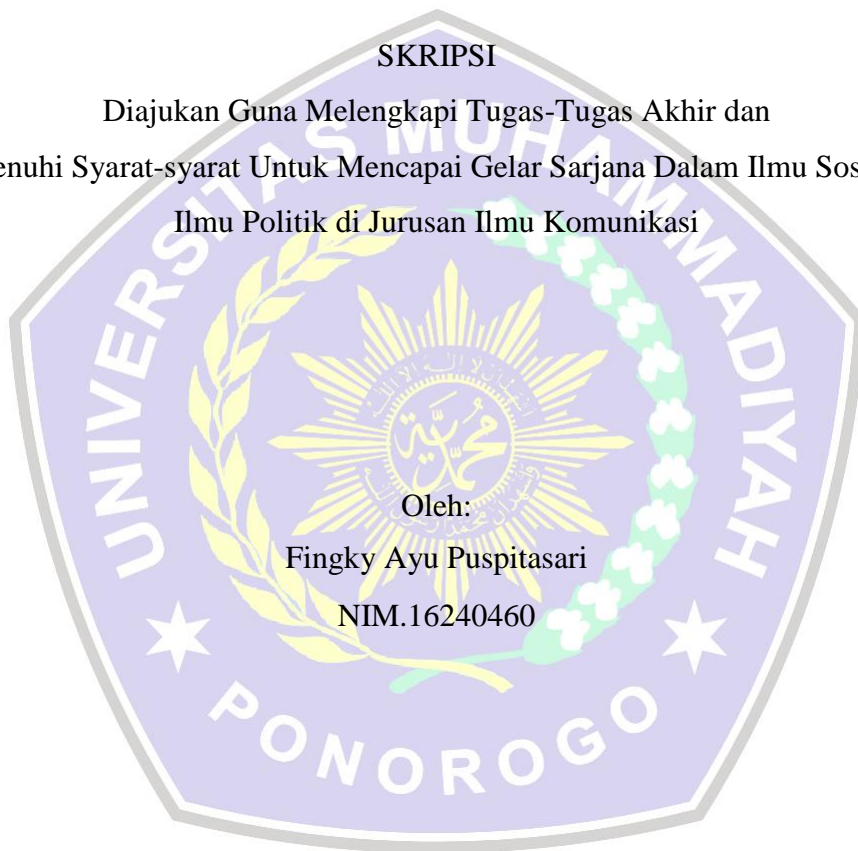 SKRIPSI
Diajukan Guna Melengkapi Tugas-Tugas Akhir dan
enuhi Syarat-syarat Untuk Mencapai Gelar Sarjana Dalam Ilmu Sos
Ilmu Politik di Jurusan Ilmu Komunikasi
UNIVERSITAS MUHAMMADIYAH
محمدية
Oleh:
Fingky Ayu Puspitasari
NIM.16240460
PONOROGO